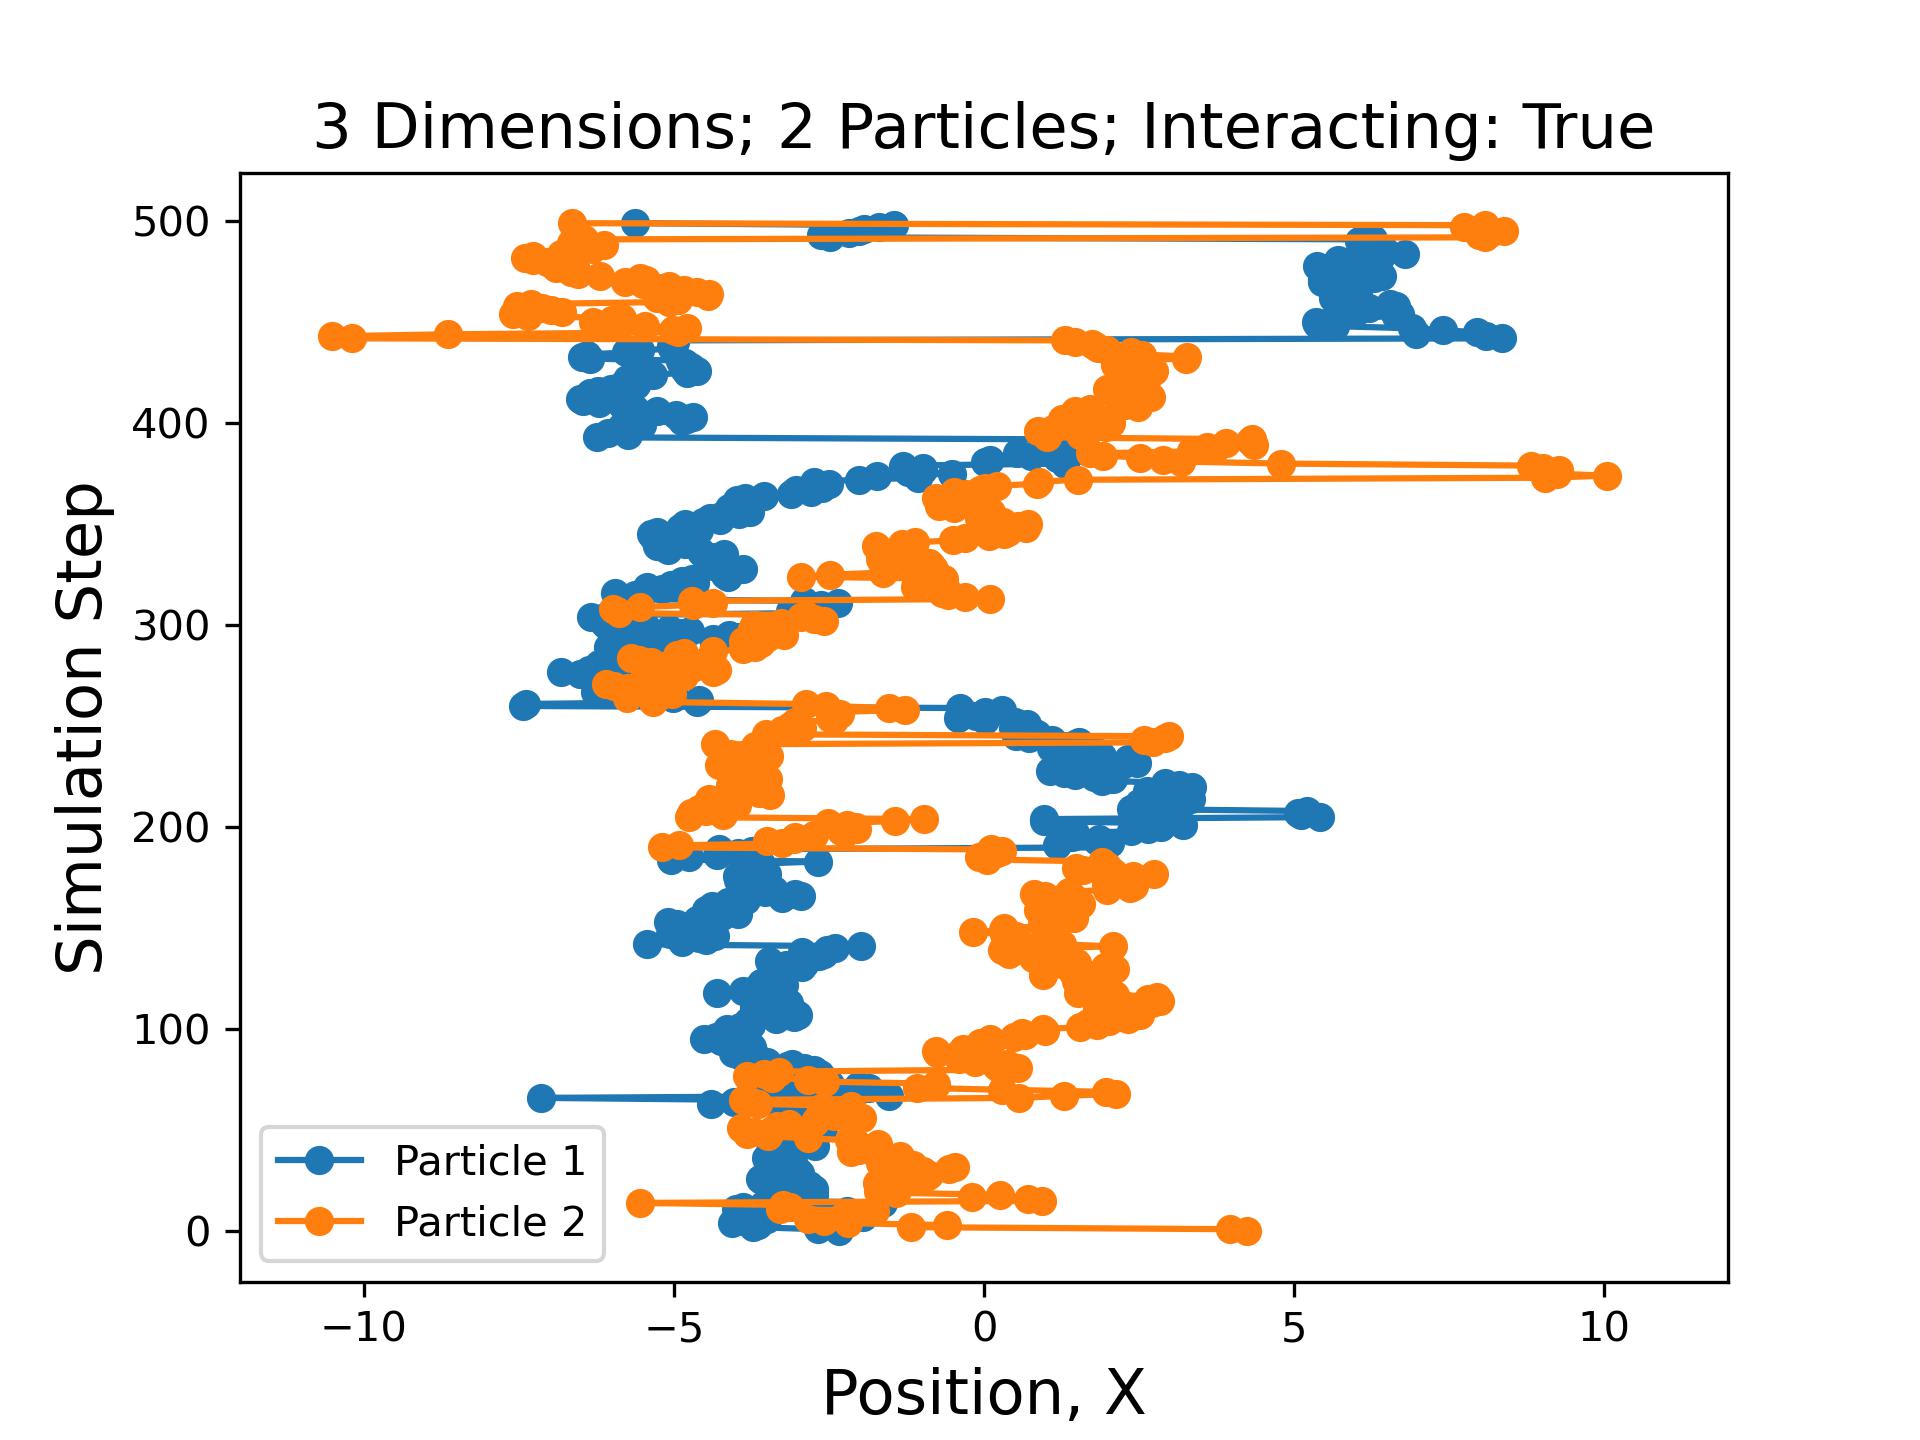 3 Dimensions; 2 Particles; Interacting: True
500
400
300
200
100
0
Simulation Step
Particle 1
Particle 2
−10
−5
0
5
10
Position, X